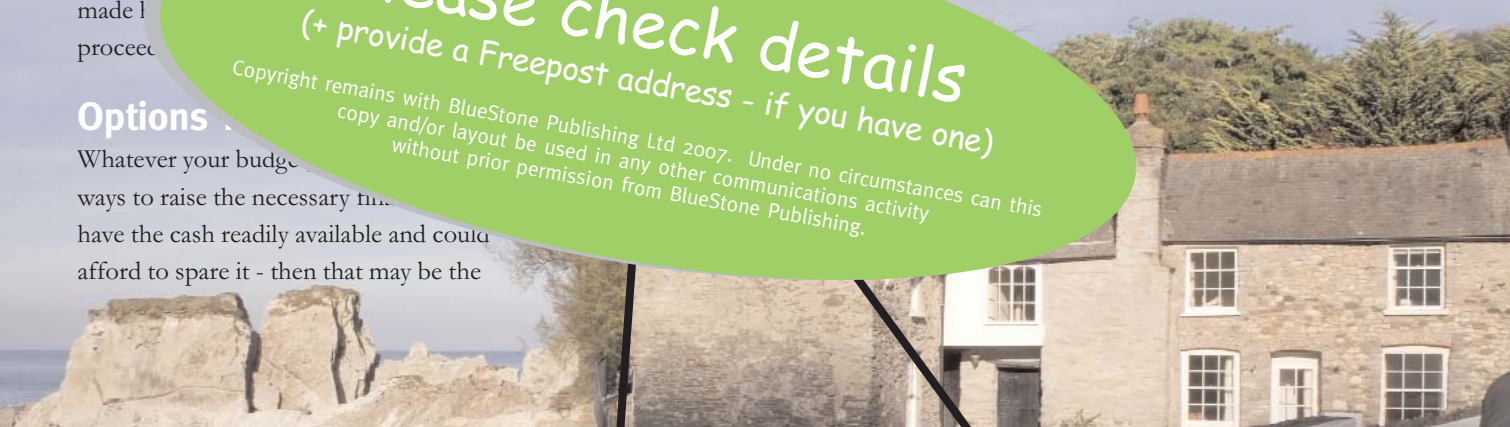 made
check details
(+ provide a Freepost address - if you have one)
Copyright remains with BlueStone Publishing Ltd 2007. Under no circumstances can this
copy and/or layout be used in any other communications activity
without prior permission from BlueStone Publishing.
Options
Whatever your
ways to raise the necessary
have the cash readily available and could
afford to spare it - then that may be the